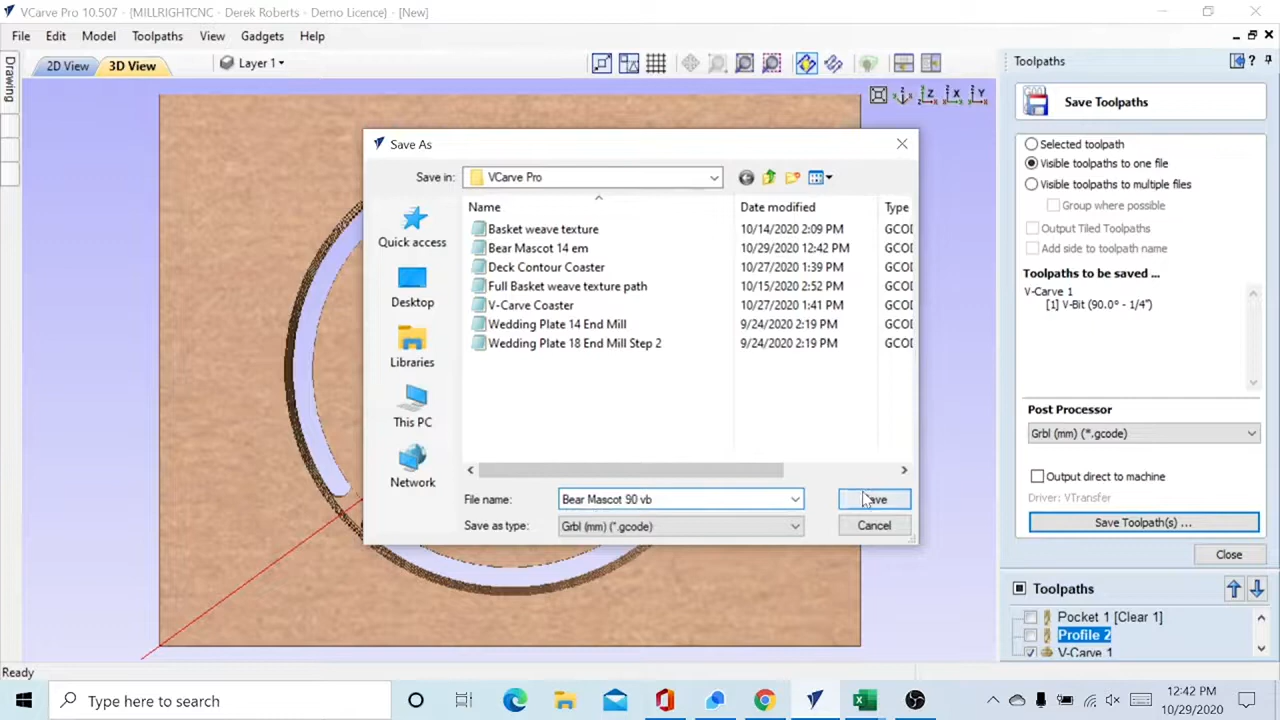 VCarve Pro 10.507 - {MILLRIGHTCNC - Derek Roberts - Demo Licence} - [New]
File Edit Model Toolpaths View Gadgets Help
Drawing
2D View 3D View Layer 1
Z X Y
Toolpaths
Save Toolpaths
Selected toolpath
Visible toolpaths to one file
Visible toolpaths to multiple files
Group where possible
Output Tiled Toolpaths
Add side to toolpath name
Toolpaths to be saved ...
V-Carve 1
[1] V-Bit (90.0° - 1/4")
Post Processor
Grbl (mm) (*.gcode)
Output direct to machine
Driver: VTransfer
Save Toolpath(s) ...
Close
Toolpaths
Pocket 1 [Clear 1]
Profile 2
V-Carve 1
Save As
Save in: VCarve Pro
Quick access
Desktop
Libraries
This PC
Network
Name Date modified Type
Basket weave texture 10/14/2020 2:09 PM GCOD
Bear Mascot 14 em 10/29/2020 12:42 PM GCOD
Deck Contour Coaster 10/27/2020 1:39 PM GCOD
Full Basket weave texture path 10/15/2020 2:52 PM GCOD
V-Carve Coaster 10/27/2020 1:41 PM GCOD
Wedding Plate 14 End Mill 9/24/2020 2:19 PM GCOD
Wedding Plate 18 End Mill Step 2 9/24/2020 2:19 PM GCOD
File name: Bear Mascot 90 vb Save
Save as type: Grbl (mm) (*.gcode) Cancel
Ready
Type here to search
12:42 PM
10/29/2020